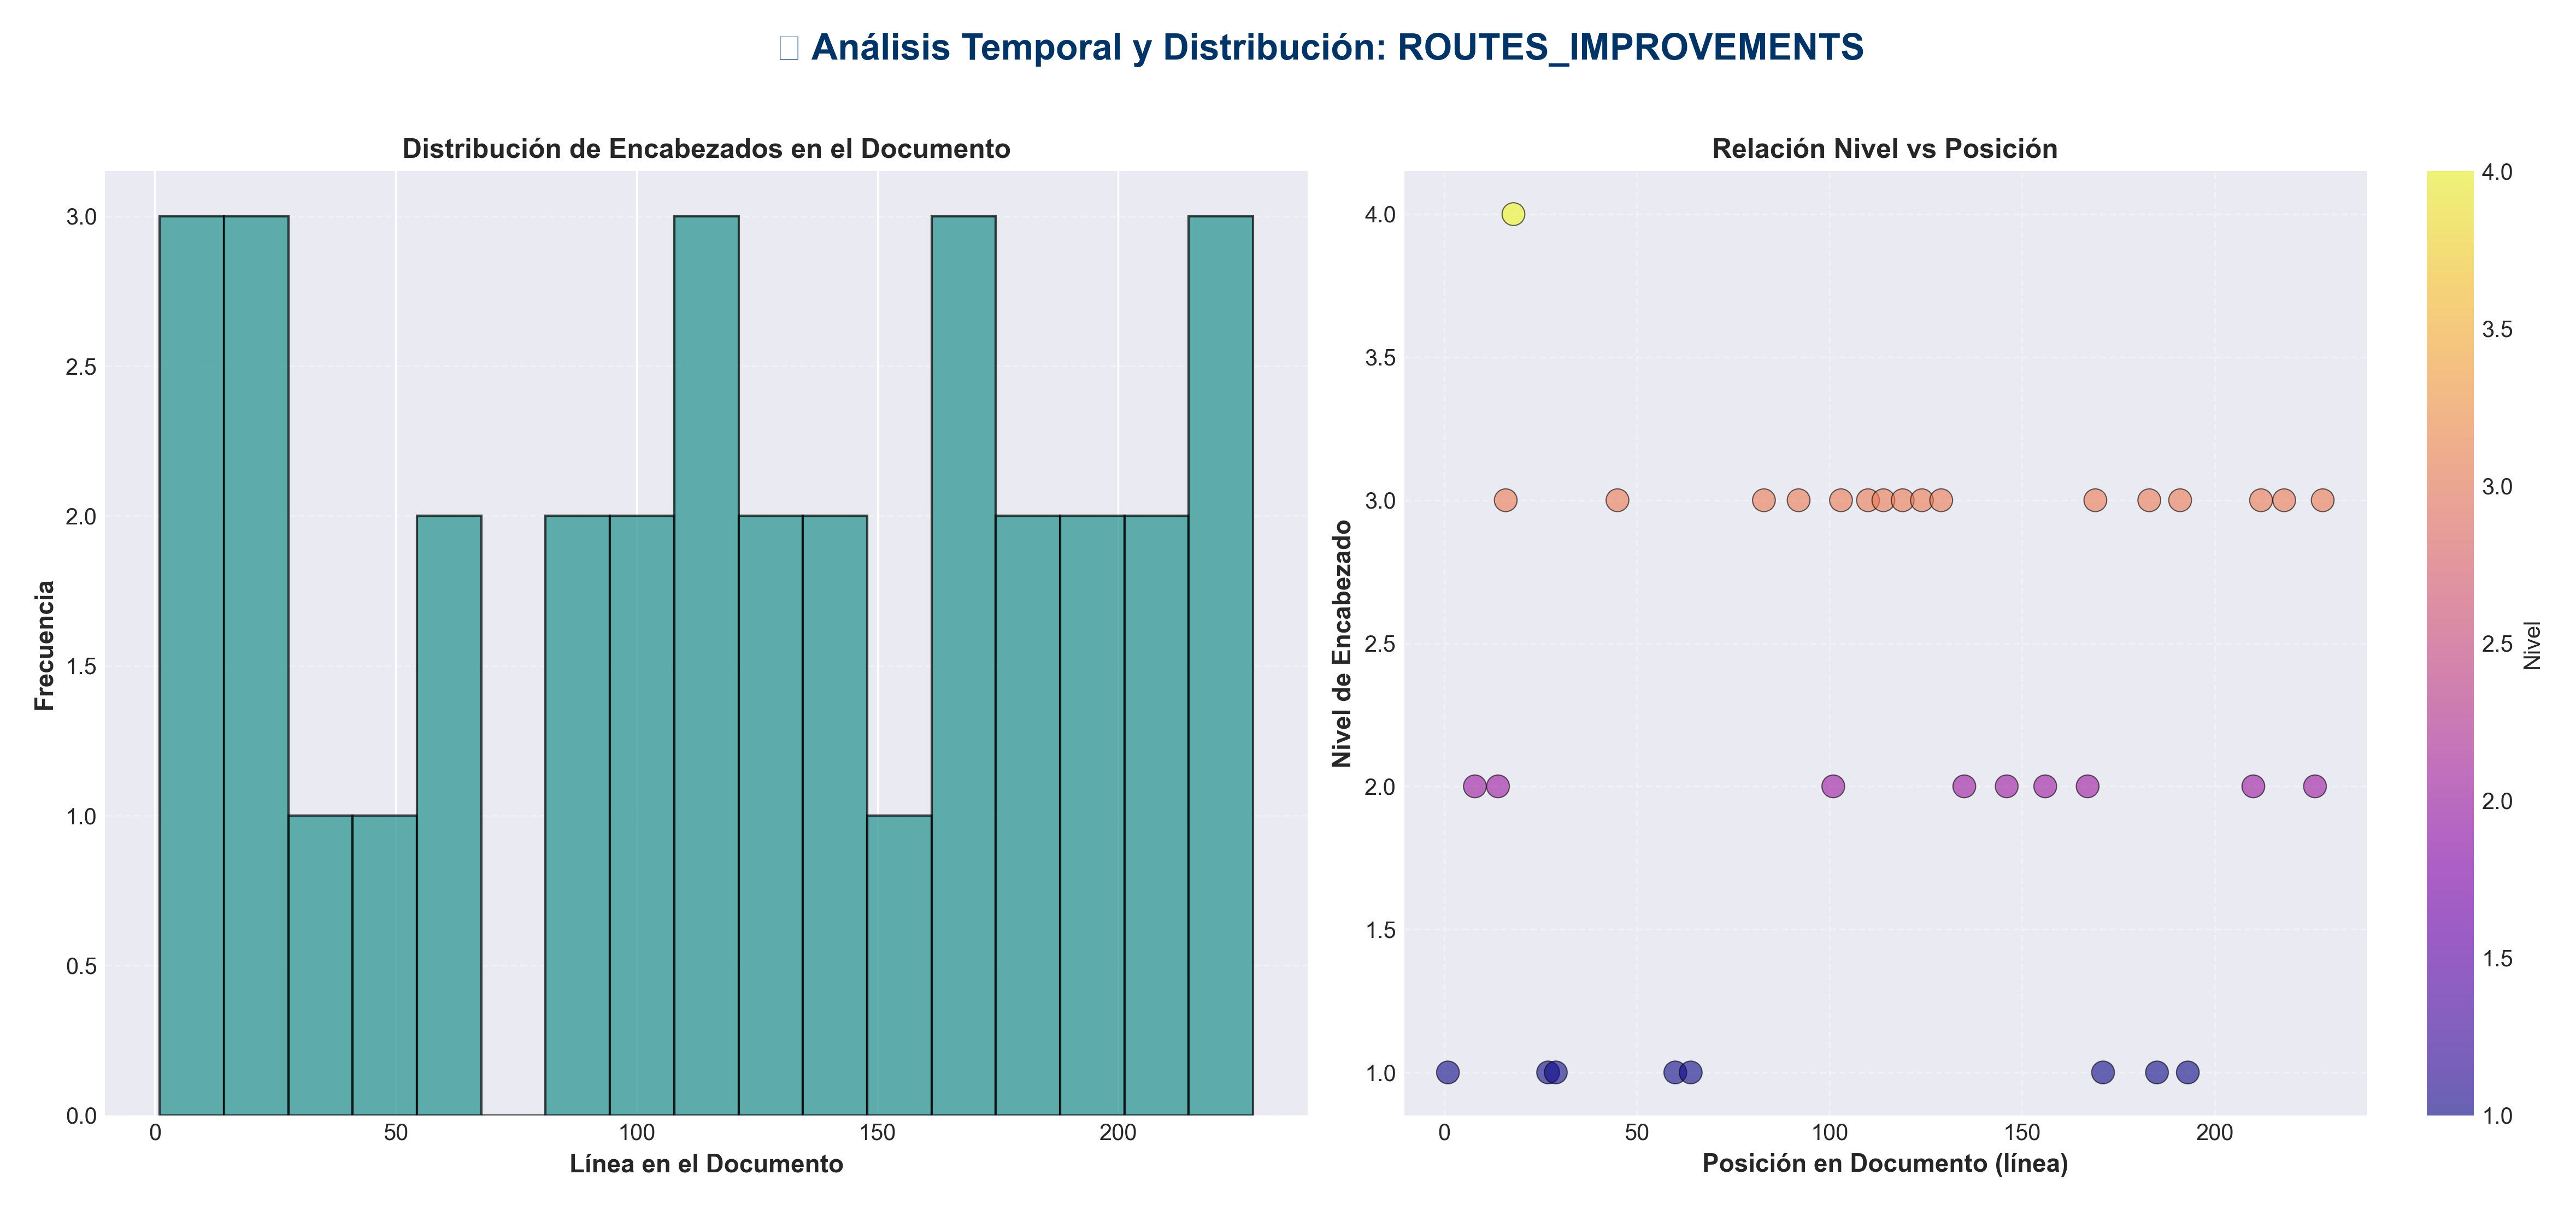 Análisis Temporal y Distribución: ROUTES_IMPROVEMENTS
Distribución de Encabezados en el Documento
Frecuencia
3.0
2.5
2.0
1.5
1.0
0.5
0.0
0 50 100 150 200
Línea en el Documento
Relación Nivel vs Posición
Nivel de Encabezado
4.0
3.5
3.0
2.5
2.0
1.5
1.0
0 50 100 150 200
Posición en Documento (línea)
4.0
3.5
3.0
2.5
2.0
1.5
1.0
Nivel